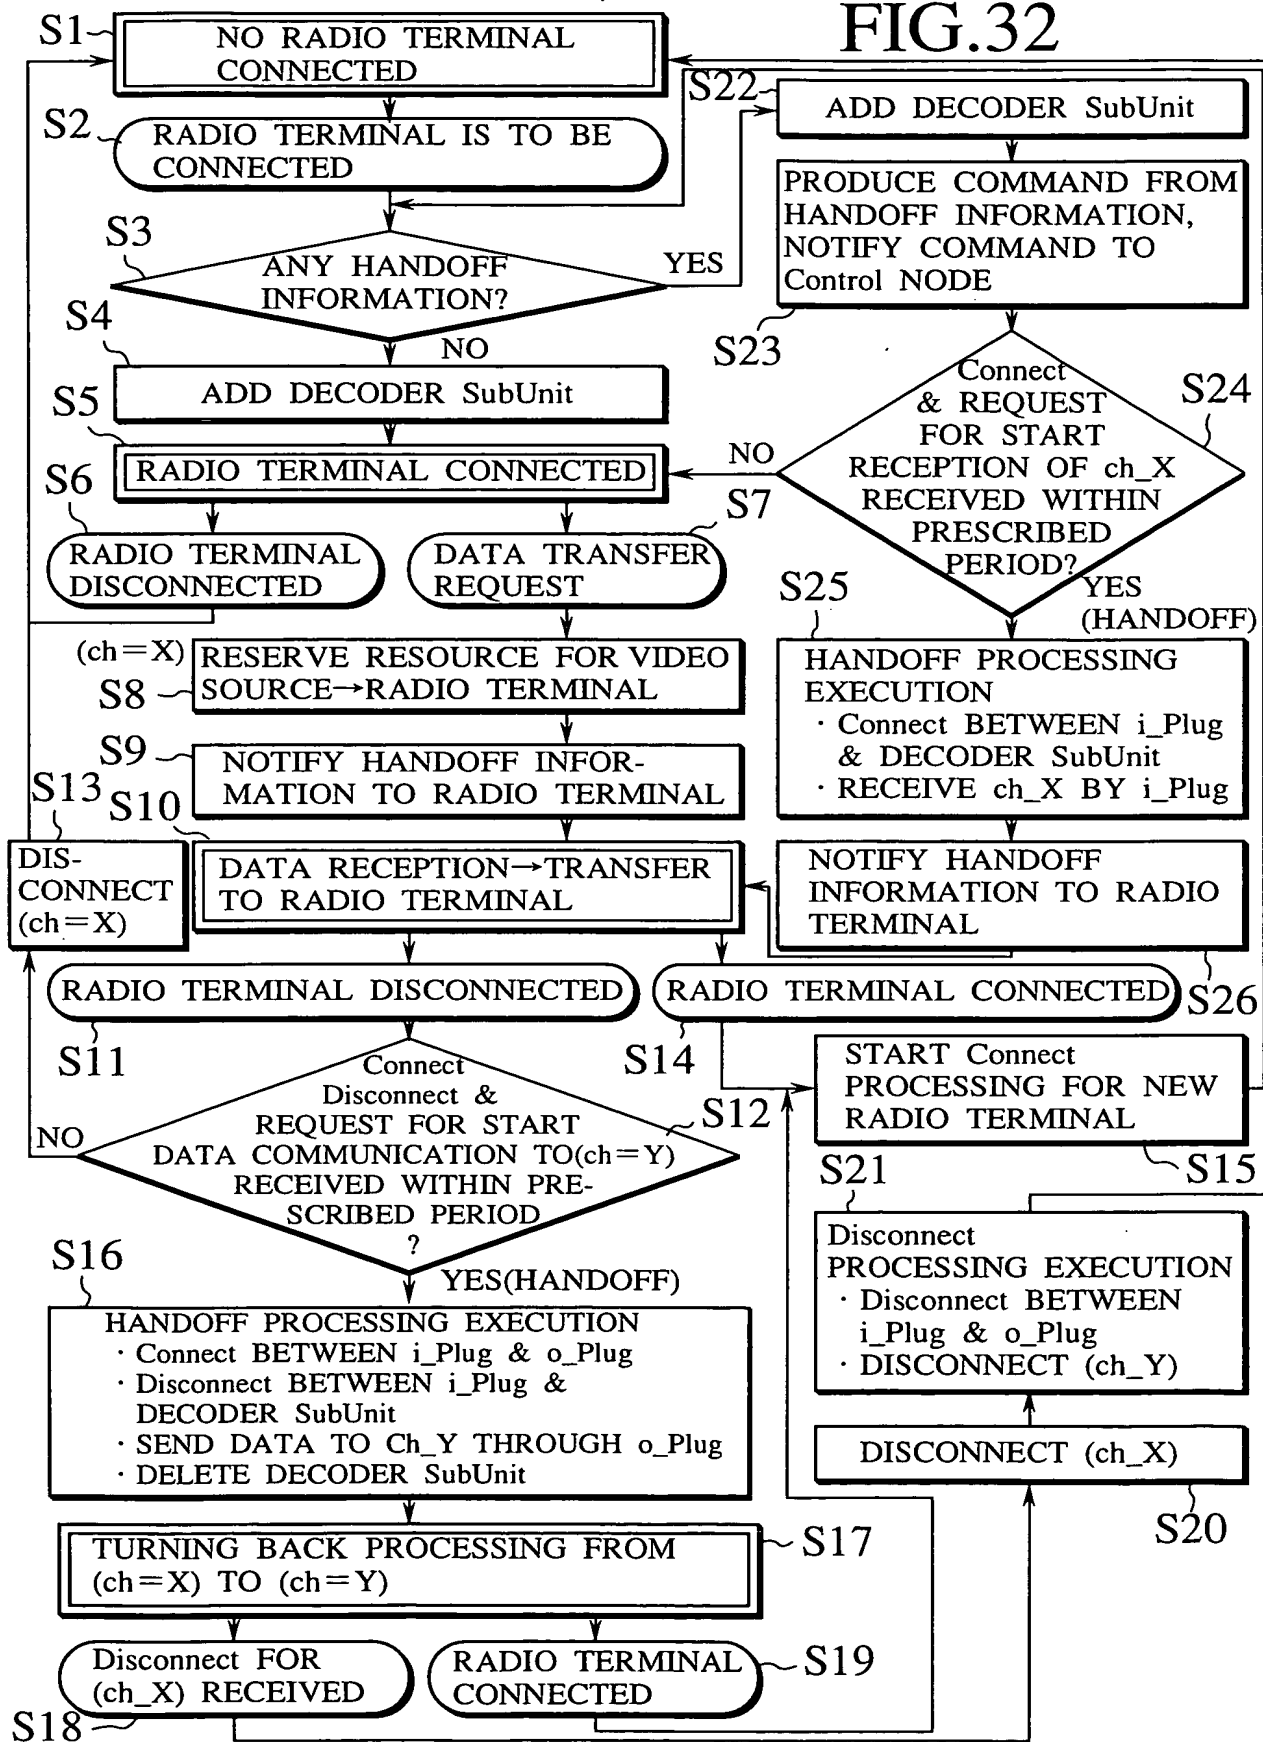 FIG.32
S1
NO RADIO TERMINAL
CONNECTED
S2
RADIO TERMINAL IS TO BE
CONNECTED
S3
ANY HANDOFF
INFORMATION?
YES
NO
S4
ADD DECODER SubUnit
S5
RADIO TERMINAL CONNECTED
S6
RADIO TERMINAL
DISCONNECTED
S7
DATA TRANSFER
REQUEST
(ch=X)
S8
RESERVE RESOURCE FOR VIDEO
SOURCE→RADIO TERMINAL
S9
NOTIFY HANDOFF INFOR-
MATION TO RADIO TERMINAL
S10
DATA RECEPTION→TRANSFER
TO RADIO TERMINAL
S13
DIS-
CONNECT
(ch=X)
RADIO TERMINAL DISCONNECTED
S11
RADIO TERMINAL CONNECTED
S14
Connect
Disconnect &
REQUEST FOR START
DATA COMMUNICATION TO(ch=Y)
RECEIVED WITHIN PRE-
SCRIBED PERIOD
?
S12
NO
YES(HANDOFF)
S16
HANDOFF PROCESSING EXECUTION
· Connect BETWEEN i_Plug & o_Plug
· Disconnect BETWEEN i_Plug &
DECODER SubUnit
· SEND DATA TO Ch_Y THROUGH o_Plug
· DELETE DECODER SubUnit
TURNING BACK PROCESSING FROM
(ch=X) TO (ch=Y)
S17
Disconnect FOR
(ch_X) RECEIVED
S18
RADIO TERMINAL
CONNECTED
S19
S22
ADD DECODER SubUnit
PRODUCE COMMAND FROM
HANDOFF INFORMATION,
NOTIFY COMMAND TO
Control NODE
S23
Connect
& REQUEST
FOR START
RECEPTION OF ch_X
RECEIVED WITHIN
PRESCRIBED
PERIOD?
S24
NO
YES
(HANDOFF)
S25
HANDOFF PROCESSING
EXECUTION
· Connect BETWEEN i_Plug
& DECODER SubUnit
· RECEIVE ch_X BY i_Plug
NOTIFY HANDOFF
INFORMATION TO RADIO
TERMINAL
S26
START Connect
PROCESSING FOR NEW
RADIO TERMINAL
S15
S21
Disconnect
PROCESSING EXECUTION
· Disconnect BETWEEN
i_Plug & o_Plug
· DISCONNECT (ch_Y)
DISCONNECT (ch_X)
S20